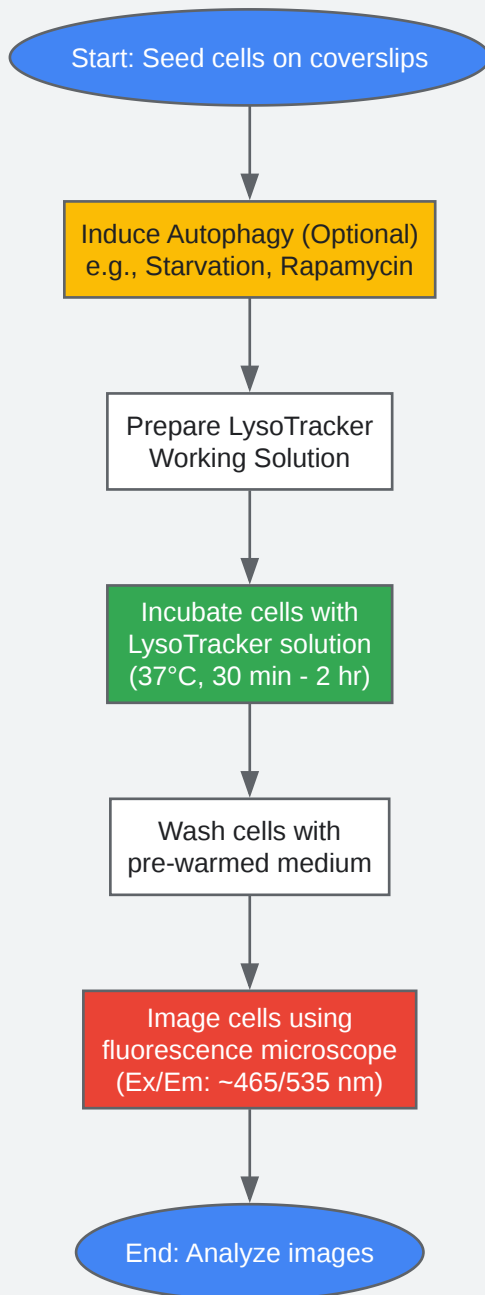 Start: Seed cells on coverslips
Induce Autophagy (Optional)
e.g., Starvation, Rapamycin
Prepare LysoTracker
Working Solution
Incubate cells with
LysoTracker solution
(37°C, 30 min - 2 hr)
Wash cells with
pre-warmed medium
Image cells using
fluorescence microscope
(Ex/Em: ~465/535 nm)
End: Analyze images